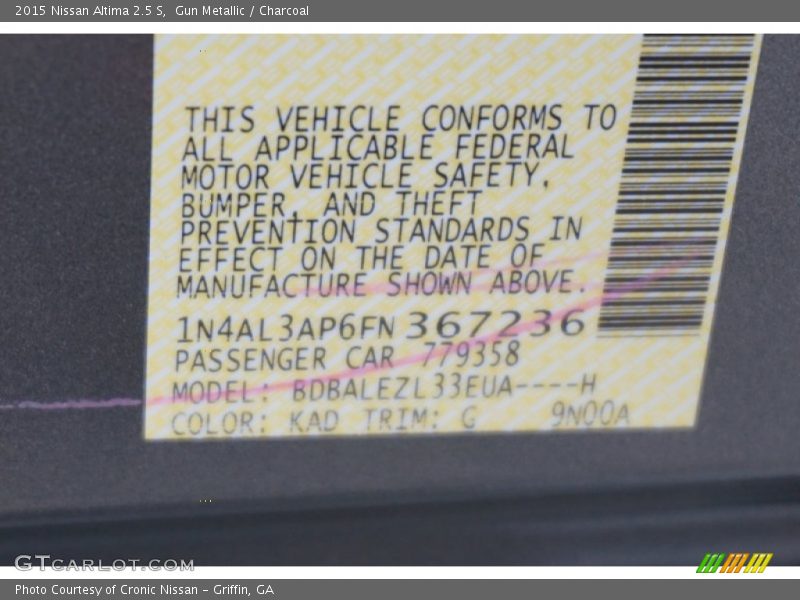 2015 Nissan Altima 2.5 S, Gun Metallic / Charcoal
THIS VEHICLE CONFORMS TO
ALL APPLICABLE FEDERAL
MOTOR VEHICLE SAFETY,
BUMPER, AND THEFT
PREVENTION STANDARDS IN
EFFECT ON THE DATE OF
MANUFACTURE SHOWN ABOVE.
1N4AL3AP6FN367236
PASSENGER CAR 779358
MODEL: BDBALEZL33EUA----H
COLOR: KAD TRIM: G 9N00A
GTCARLOT.COM
Photo Courtesy of Cronic Nissan - Griffin, GA